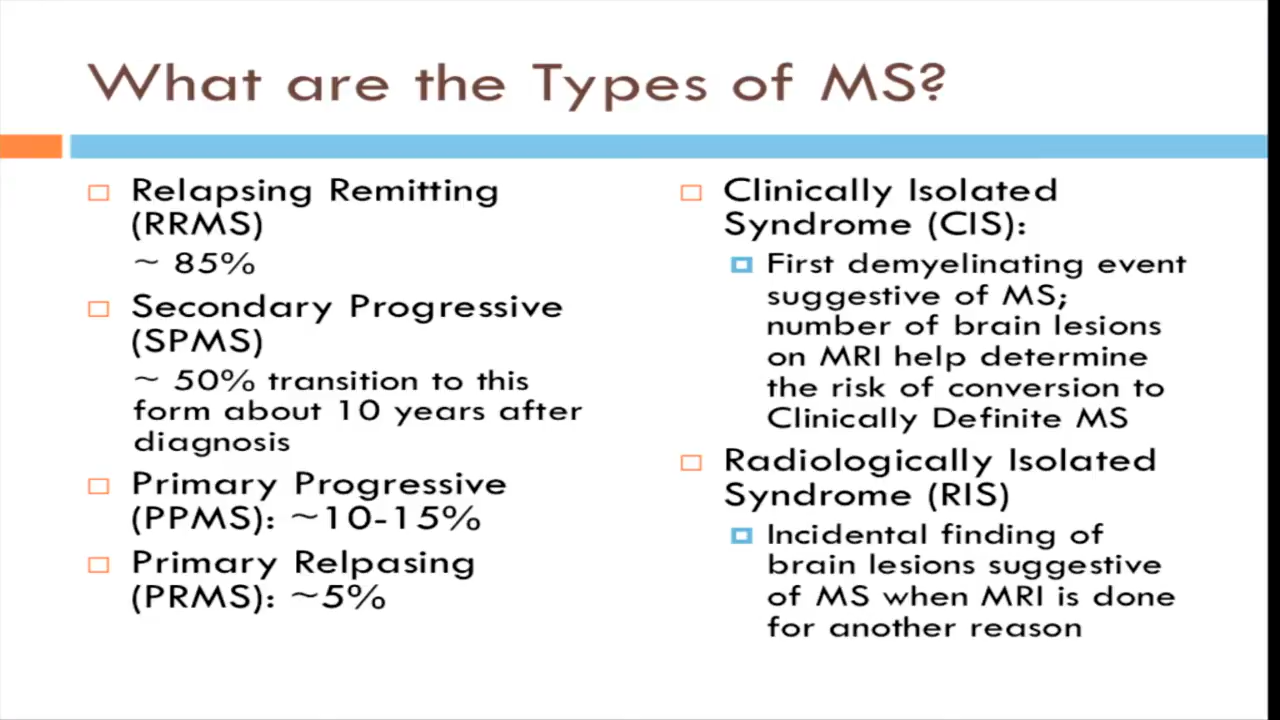 What are the Types of MS?
Relapsing Remitting
(RRMS)
~ 85%
Secondary Progressive
(SPMS)
~ 50% transition to this
form about 10 years after
diagnosis
Primary Progressive
(PPMS): ~10-15%
Primary Relpasing
(PRMS): ~5%
Clinically Isolated
Syndrome (CIS):
First demyelinating event
suggestive of MS;
number of brain lesions
on MRI help determine
the risk of conversion to
Clinically Definite MS
Radiologically Isolated
Syndrome (RIS)
Incidental finding of
brain lesions suggestive
of MS when MRI is done
for another reason